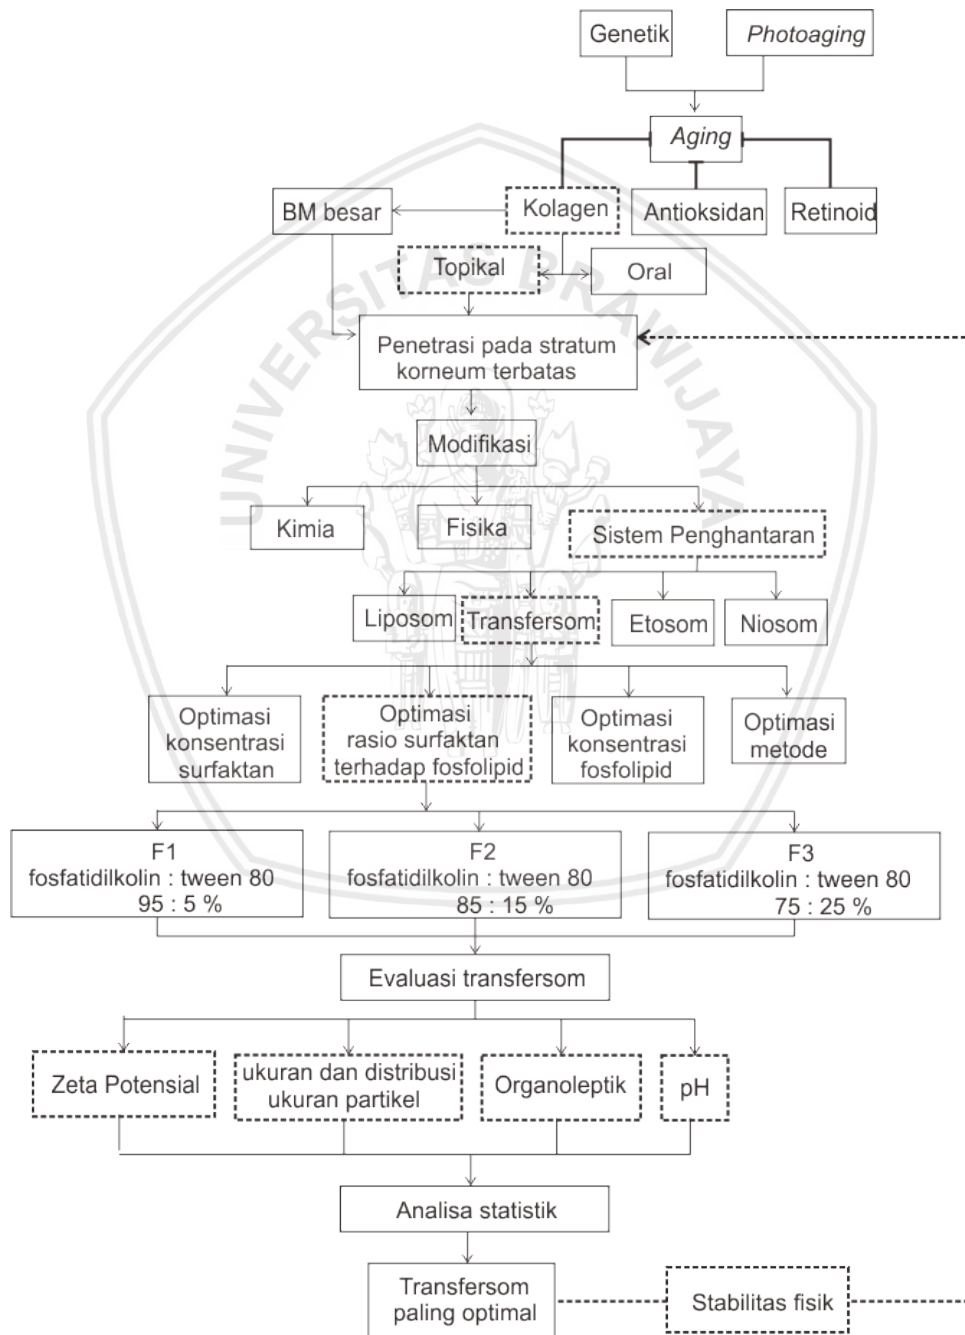 Genetik
Photoaging
Aging
BM besar
Kolagen
Antioksidan
Retinoid
Topikal
Oral
UNIVERSITAS BRAWIJAYA
Penetrasi pada stratum
korneum terbatas
Modifikasi
Kimia
Fisika
Sistem Penghantaran
Liposom
Transfersom
Etosom
Niosom
Optimasi
konsentrasi
surfaktan
Optimasi
rasio surfaktan
terhadap fosfolipid
Optimasi
konsentrasi
fosfolipid
Optimasi
metode
F1
fosfatidilkolin : tween 80
95 : 5 %
F2
fosfatidilkolin : tween 80
85 : 15 %
F3
fosfatidilkolin : tween 80
75 : 25 %
Evaluasi transfersom
Zeta Potensial
ukuran dan distribusi
ukuran partikel
Organoleptik
pH
Analisa statistik
Transfersom
paling optimal
Stabilitas fisik